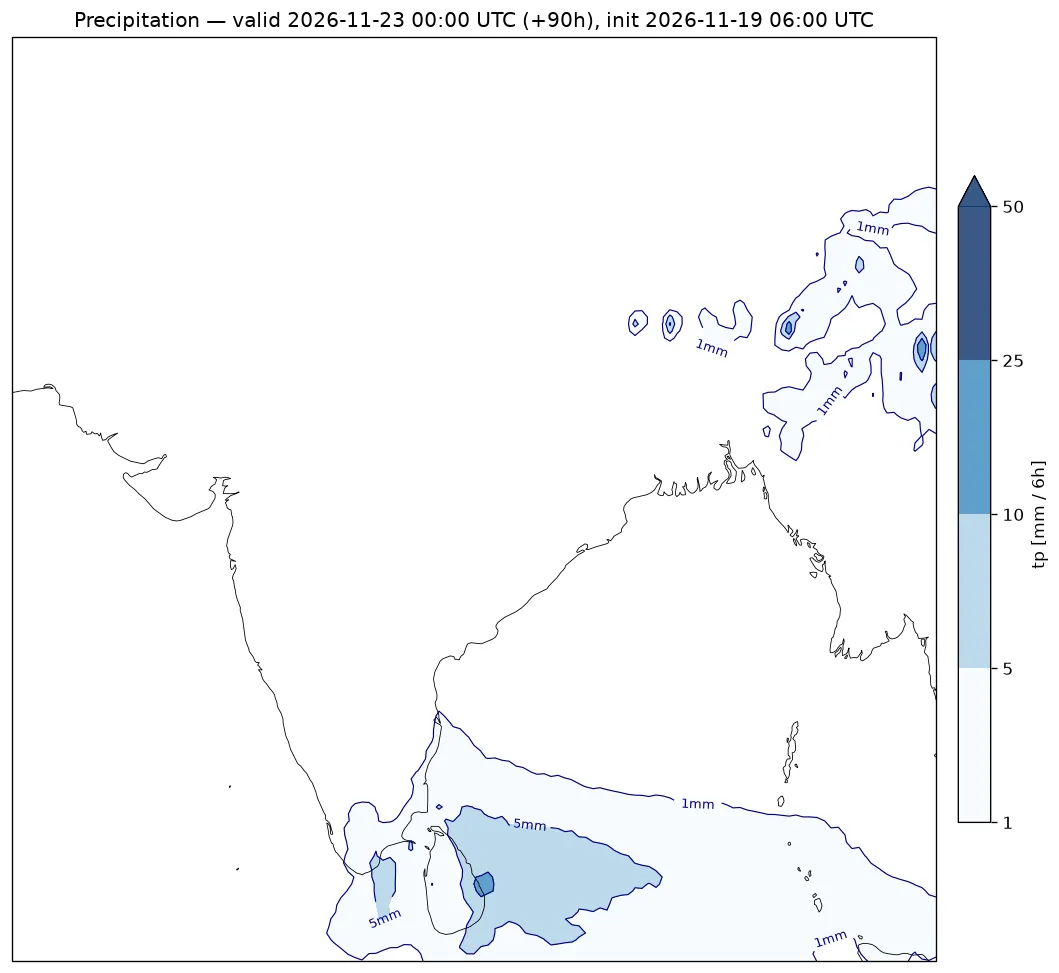 Precipitation — valid 2026-11-23 00:00 UTC (+90h), init 2026-11-19 06:00 UTC
1mm
1mm
1mm
1mm
5mm
5mm
1mm
50
25
10
5
1
tp [mm / 6h]